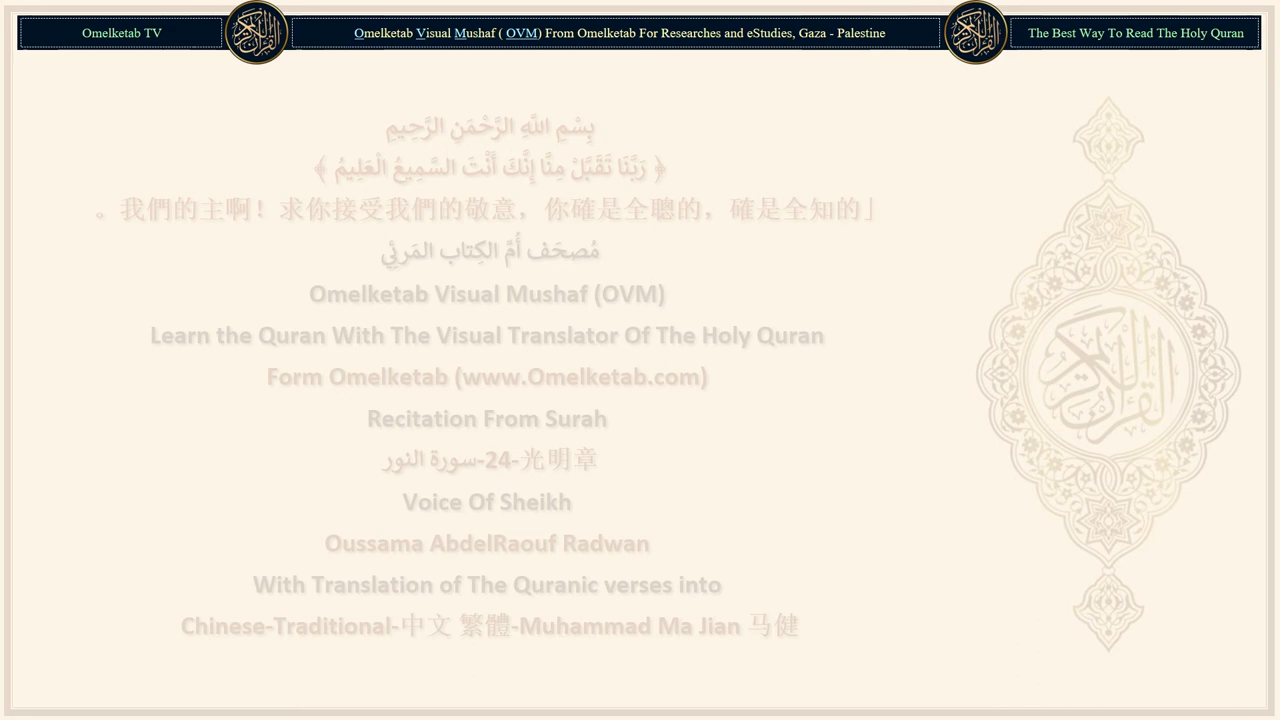 Omelketab TV
Omelketab Visual Mushaf ( OVM) From Omelketab For Researches and eStudies, Gaza - Palestine
The Best Way To Read The Holy Quran
بِسْمِ اللَّهِ الرَّحْمَنِ الرَّحِيمِ
﴿ رَبَّنَا تَقَبَّلْ مِنَّا إِنَّكَ أَنْتَ السَّمِيعُ الْعَلِيمُ ﴾
。我們的主啊！求你接受我們的敬意，你確是全聰的，確是全知的」
مُصحَف أُمِّ الكِتاب المَرئِي
Omelketab Visual Mushaf (OVM)
Learn the Quran With The Visual Translator Of The Holy Quran
Form Omelketab (www.Omelketab.com)
Recitation From Surah
سورة النور-24-光明章
Voice Of Sheikh
Oussama AbdelRaouf Radwan
With Translation of The Quranic verses into
Chinese-Traditional-中文 繁體-Muhammad Ma Jian 马健
القرآن الكريم